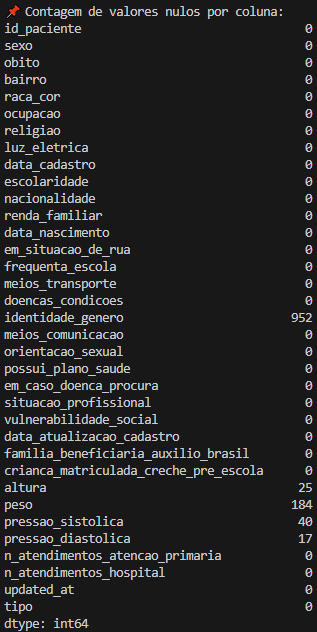 📌 Contagem de valores nulos por coluna:
id_paciente 0
sexo 0
obito 0
bairro 0
raca_cor 0
ocupacao 0
religiao 0
luz_eletrica 0
data_cadastro 0
escolaridade 0
nacionalidade 0
renda_familiar 0
data_nascimento 0
em_situacao_de_rua 0
frequenta_escola 0
meios_transporte 0
doencas_condicoes 0
identidade_genero 952
meios_comunicacao 0
orientacao_sexual 0
possui_plano_saude 0
em_caso_doenca_procura 0
situacao_profissional 0
vulnerabilidade_social 0
data_atualizacao_cadastro 0
familia_beneficiaria_auxilio_brasil 0
crianca_matriculada_creche_pre_escola 0
altura 25
peso 184
pressao_sistolica 40
pressao_diastolica 17
n_atendimentos_atencao_primaria 0
n_atendimentos_hospital 0
updated_at 0
tipo 0
dtype: int64